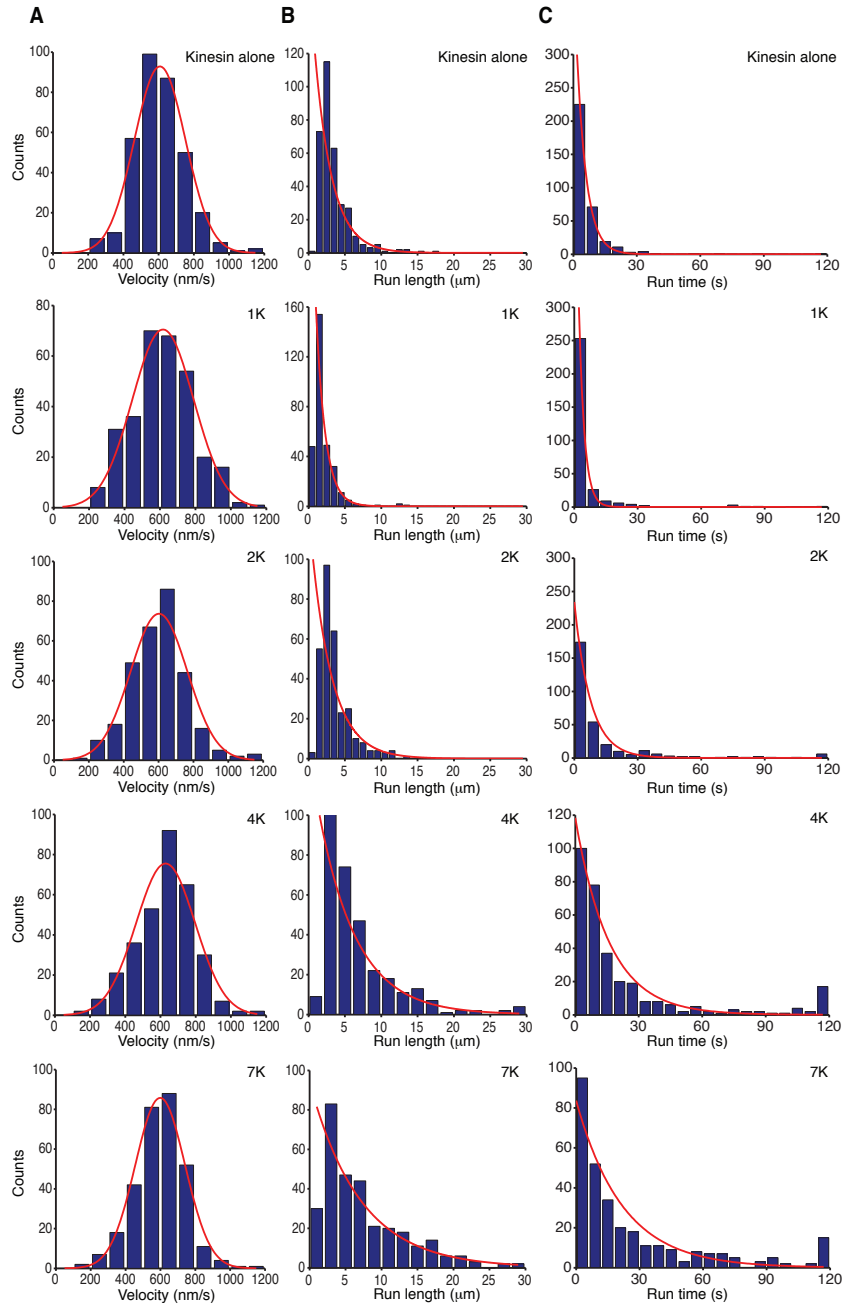 A B C
Kinesin alone Kinesin alone Kinesin alone
100 80 60 40 20 0
Counts
0 200 400 600 800 1000 1200
Velocity (nm/s)
120 100 80 60 40 20 0
0 5 10 15 20 25 30
Run length (μm)
300 250 200 150 100 50 0
0 30 60 90 120
Run time (s)
1K 1K 1K
80 60 40 20 0
Counts
200 400 600 800 1000 1200
Velocity (nm/s)
160 120 80 40 0
0 5 10 15 20 25 30
Run length (μm)
300 250 200 150 100 50 0
0 30 60 90 120
Run time (s)
2K 2K 2K
100 80 60 40 20 0
Counts
0 200 400 600 800 1000 1200
Velocity (nm/s)
100 80 60 40 20 0
0 5 10 15 20 25 30
Run length (μm)
300 250 200 150 100 50 0
0 30 60 90 120
Run time (s)
4K 4K 4K
100 80 60 40 20 0
Counts
0 200 400 600 800 1000 1200
Velocity (nm/s)
100 80 60 40 20 0
0 5 10 15 20 25 30
Run length (μm)
120 100 80 60 40 20 0
0 30 60 90 120
Run time (s)
7K 7K 7K
100 80 60 40 20 0
Counts
0 200 400 600 800 1000 1200
Velocity (nm/s)
100 80 60 40 20 0
0 5 10 15 20 25 30
Run length (μm)
100 80 60 40 20 0
0 30 60 90 120
Run time (s)